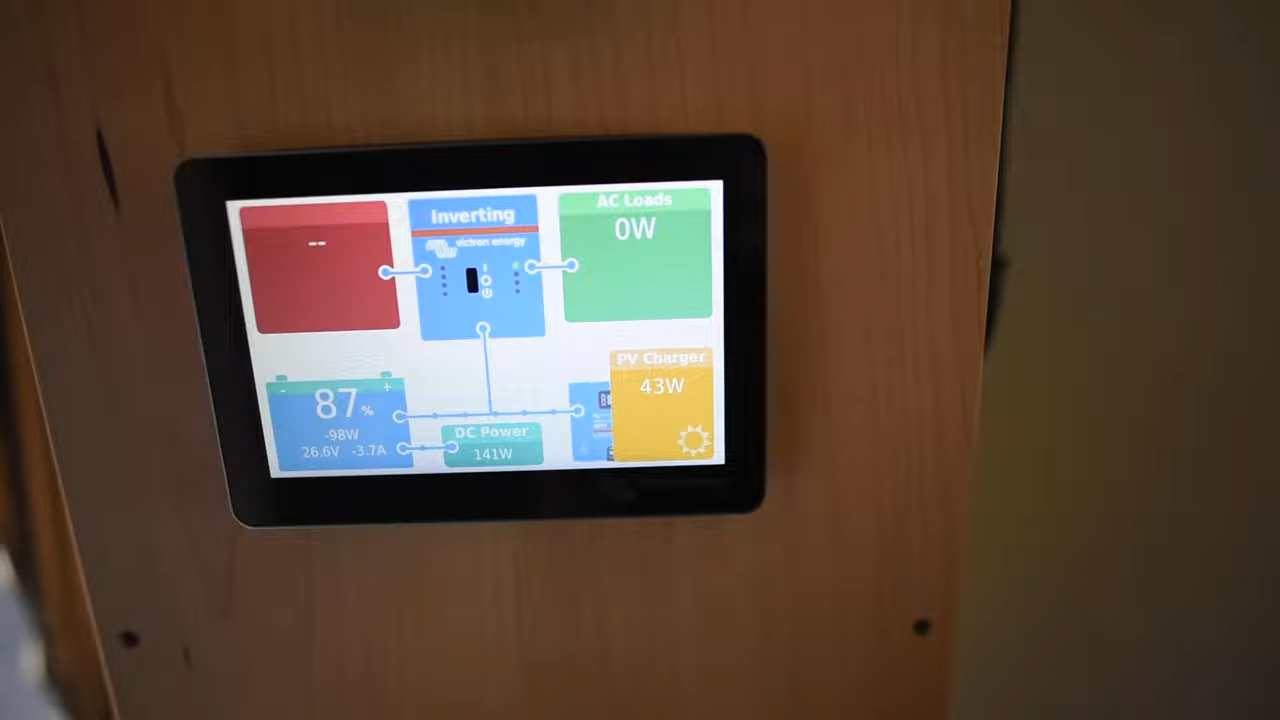 --
Inverting
victron energy
AC Loads
0W
87%
-98W
26.6V -3.7A
DC Power
141W
PV Charger
43W